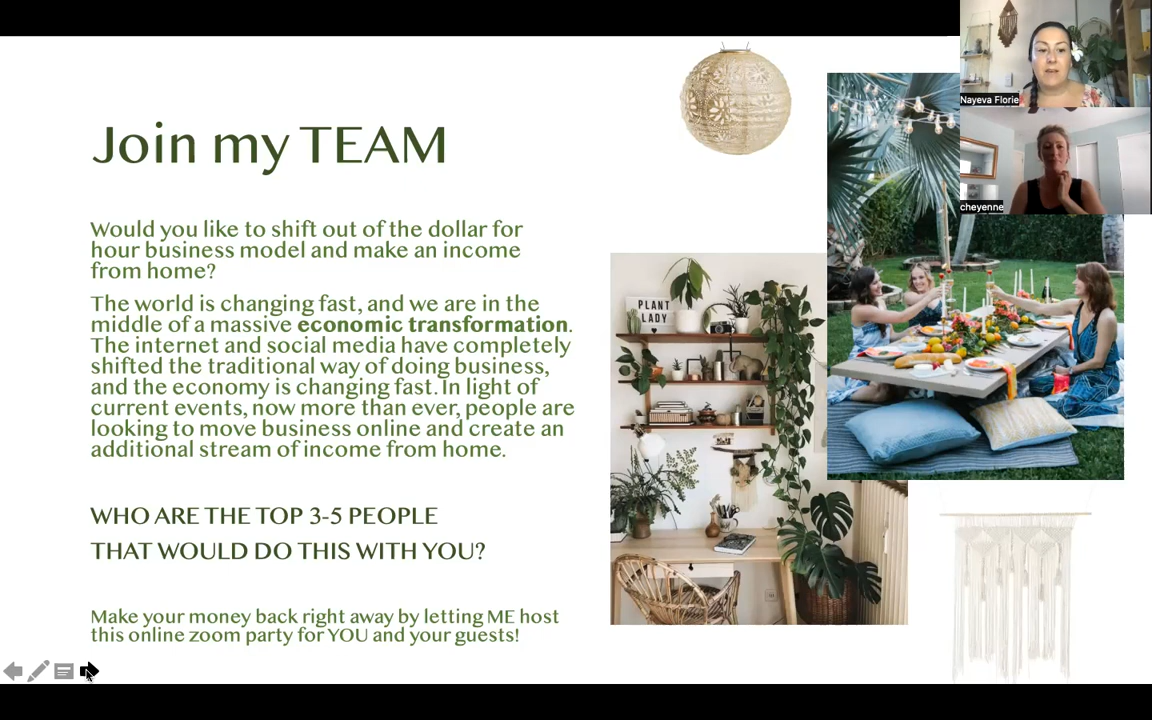 Join my TEAM
Would you like to shift out of the dollar for
hour business model and make an income
from home?
The world is changing fast, and we are in the
middle of a massive economic transformation.
The internet and social media have completely
shifted the traditional way of doing business,
and the economy is changing fast. In light of
current events, now more than ever, people are
looking to move business online and create an
additional stream of income from home.
WHO ARE THE TOP 3-5 PEOPLE
THAT WOULD DO THIS WITH YOU?
Make your money back right away by letting ME host
this online zoom party for YOU and your guests!
PLANT
LADY
Nayeva Florie
cheyenne